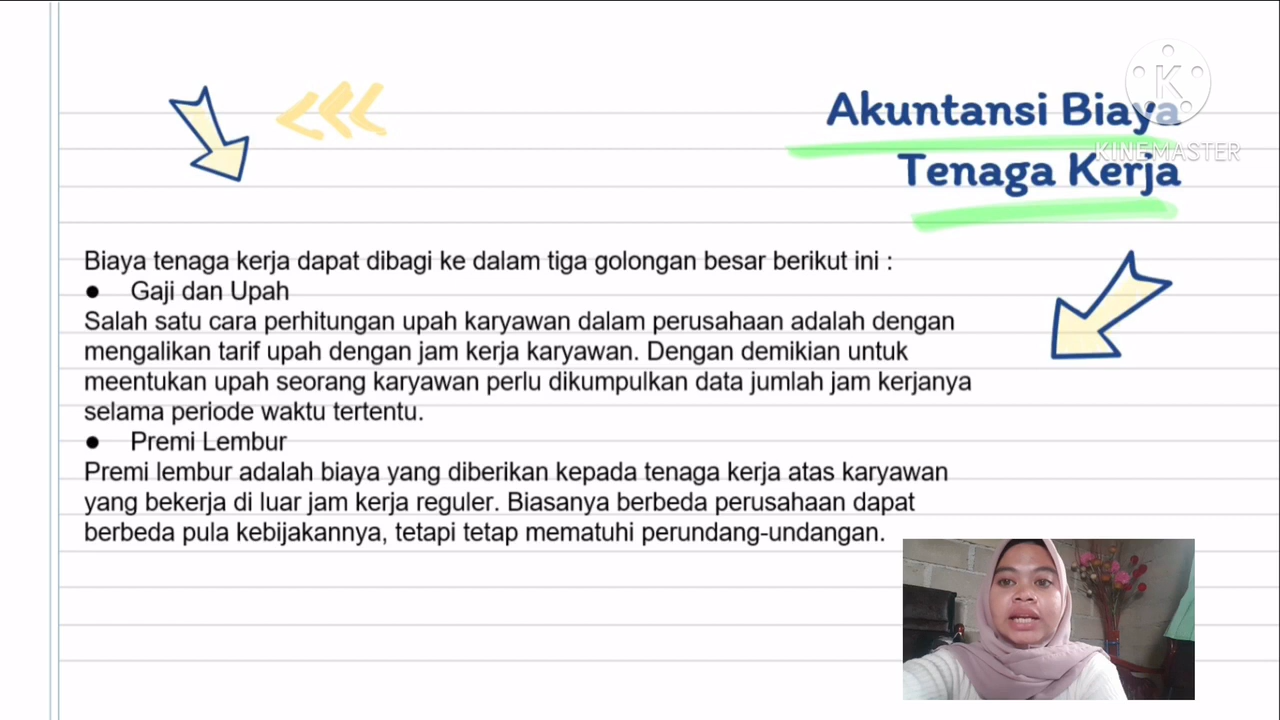 Akuntansi Biaya
Tenaga Kerja
K
KINEMASTER
Biaya tenaga kerja dapat dibagi ke dalam tiga golongan besar berikut ini :
● Gaji dan Upah
Salah satu cara perhitungan upah karyawan dalam perusahaan adalah dengan
mengalikan tarif upah dengan jam kerja karyawan. Dengan demikian untuk
meentukan upah seorang karyawan perlu dikumpulkan data jumlah jam kerjanya
selama periode waktu tertentu.
● Premi Lembur
Premi lembur adalah biaya yang diberikan kepada tenaga kerja atas karyawan
yang bekerja di luar jam kerja reguler. Biasanya berbeda perusahaan dapat
berbeda pula kebijakannya, tetapi tetap mematuhi perundang-undangan.